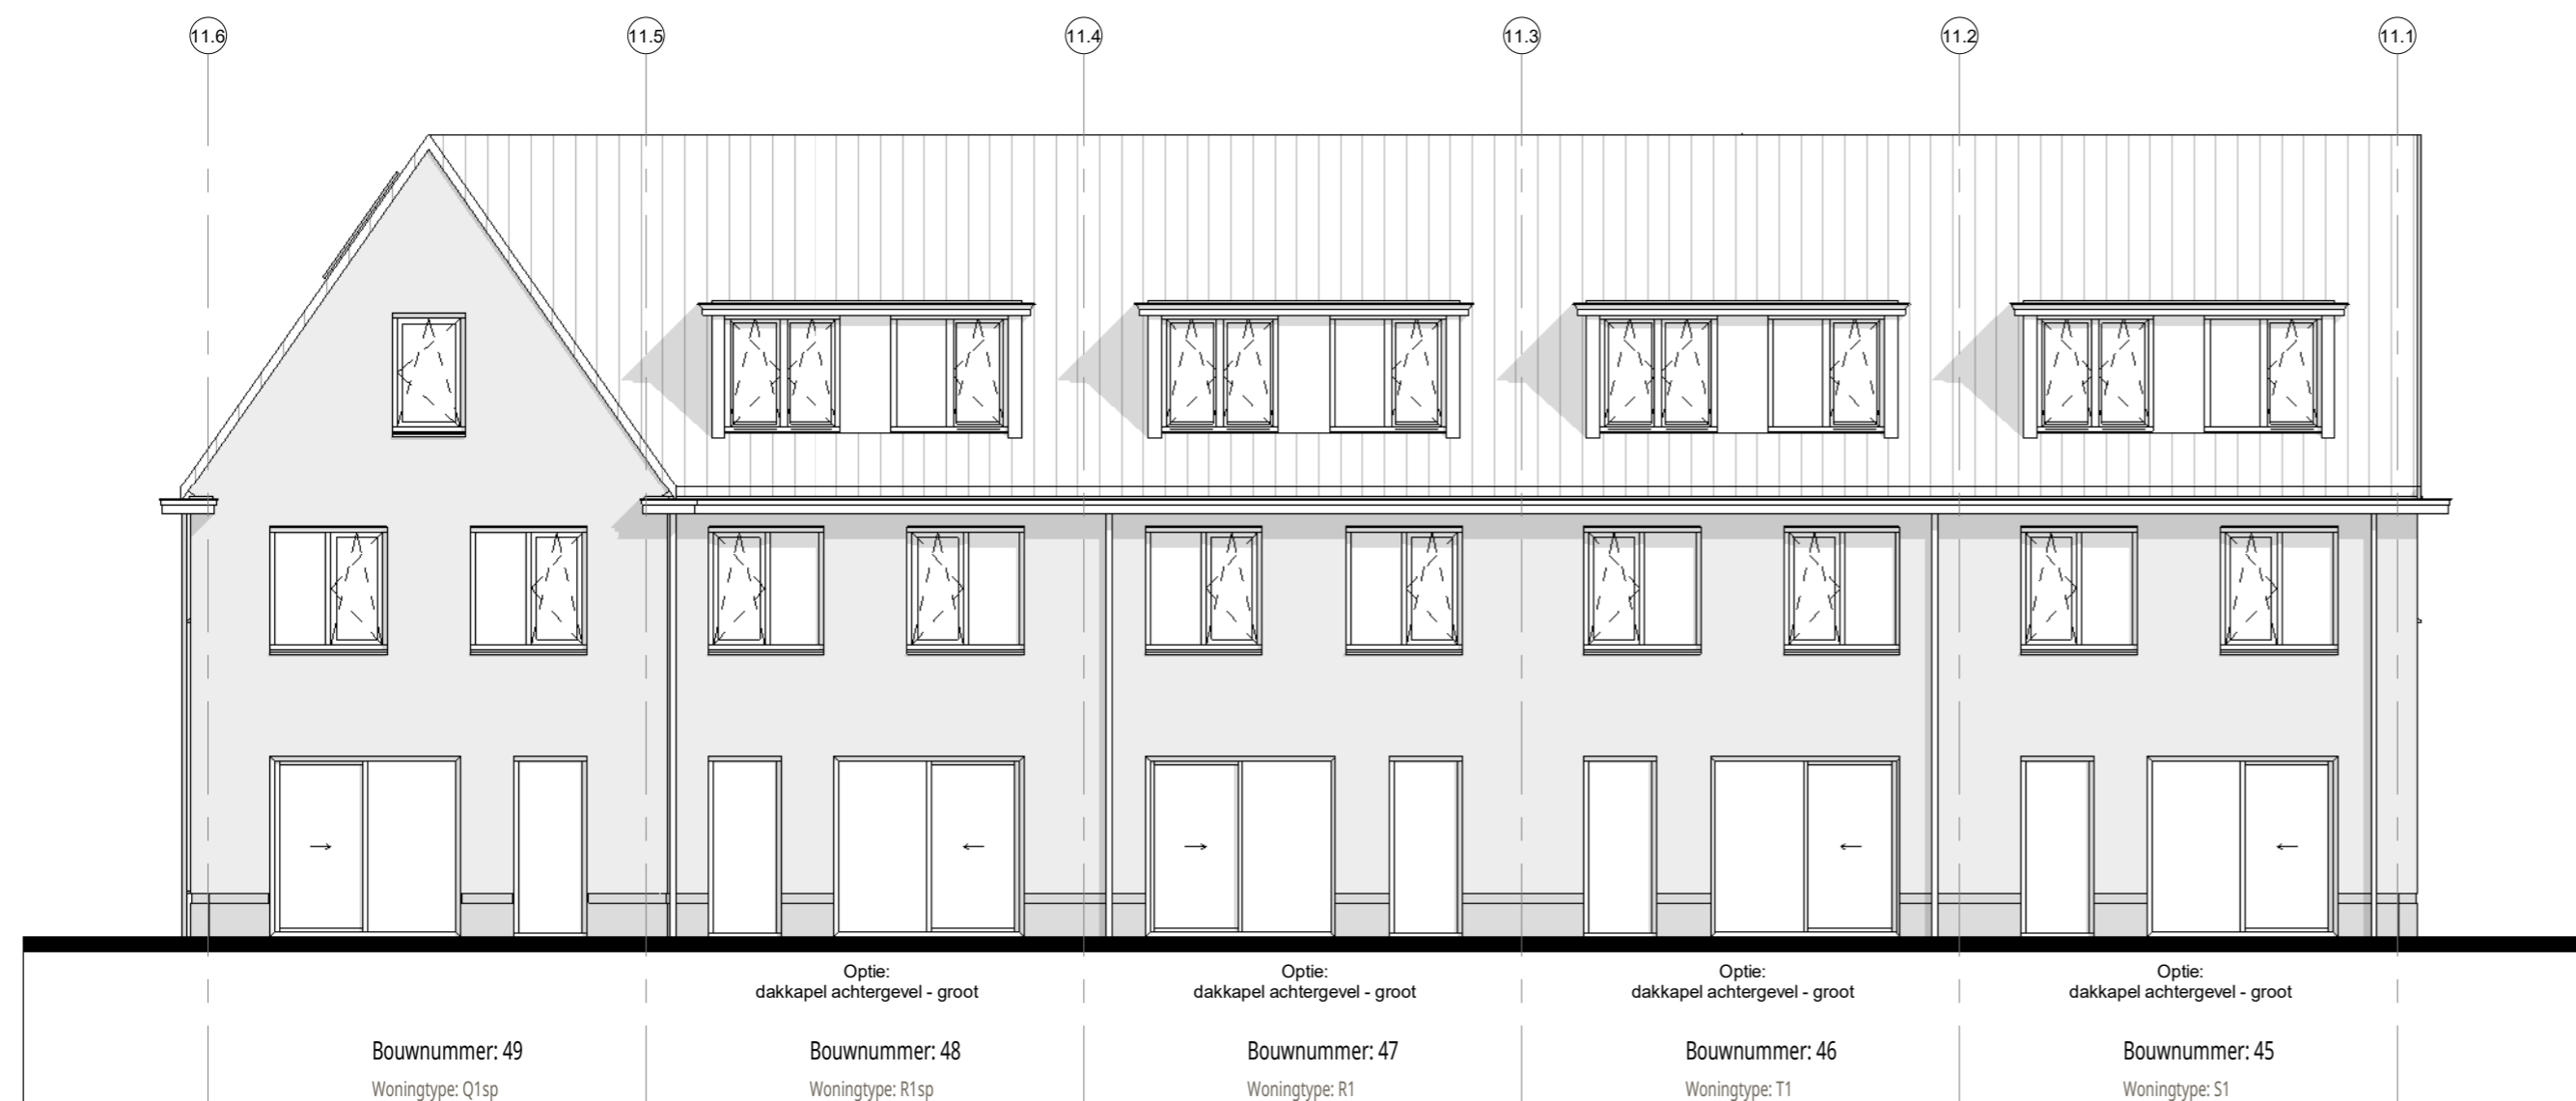 11.6 11.5 11.4 11.3 11.2 11.1
Optie:
dakkapel achtergevel - groot
Optie:
dakkapel achtergevel - groot
Optie:
dakkapel achtergevel - groot
Optie:
dakkapel achtergevel - groot
Bouwnummer: 49
Woningtype: Q1sp
Bouwnummer: 48
Woningtype: R1sp
Bouwnummer: 47
Woningtype: R1
Bouwnummer: 46
Woningtype: T1
Bouwnummer: 45
Woningtype: S1